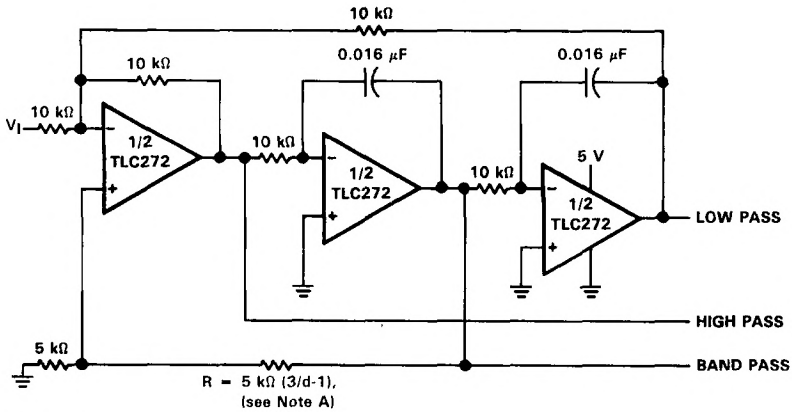 10 kΩ
10 kΩ
0.016 µF
0.016 µF
VI 10 kΩ
-
1/2
TLC272
+
10 kΩ
-
1/2
TLC272
+
10 kΩ
5 V
-
1/2
TLC272
+
LOW PASS
HIGH PASS
5 kΩ
BAND PASS
R = 5 kΩ (3/d-1),
(see Note A)